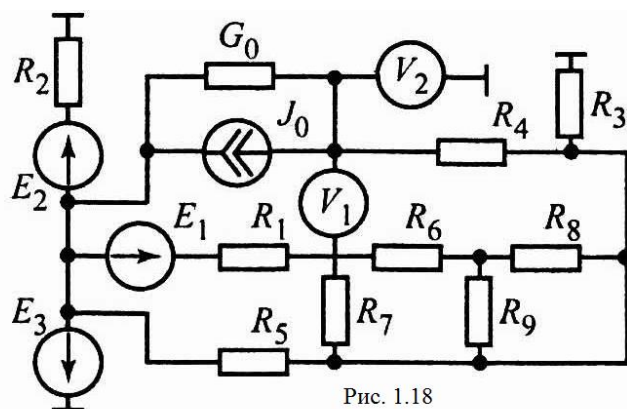 G₀
R₂
V₂
R₃
J₀
R₄
E₂
V₁
E₁
R₁
R₆
R₈
E₃
R₅
R₇
R₉
Рис. 1.18